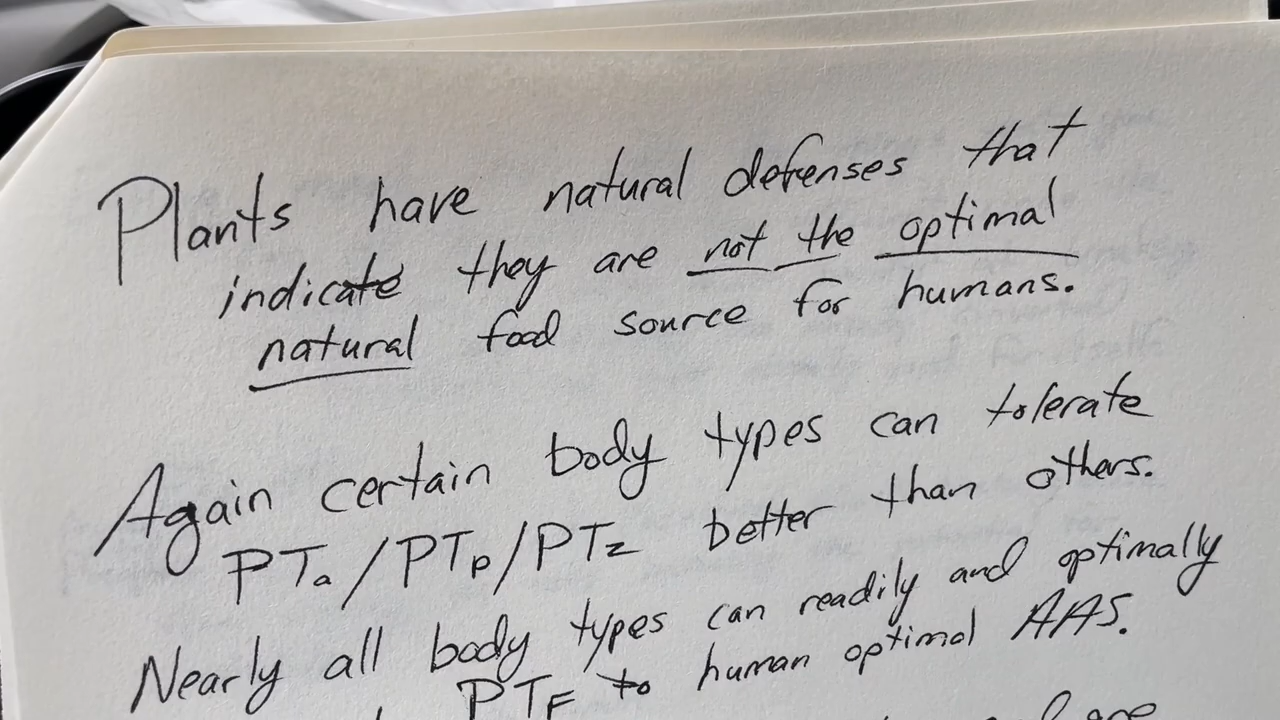 Plants have natural defenses that
indicate they are not the optimal
natural food source for humans.
Again certain body types can tolerate
PTa/PTp/PTz better than others.
Nearly all body types can readily and optimally
PTF to human optimal AAS.
are